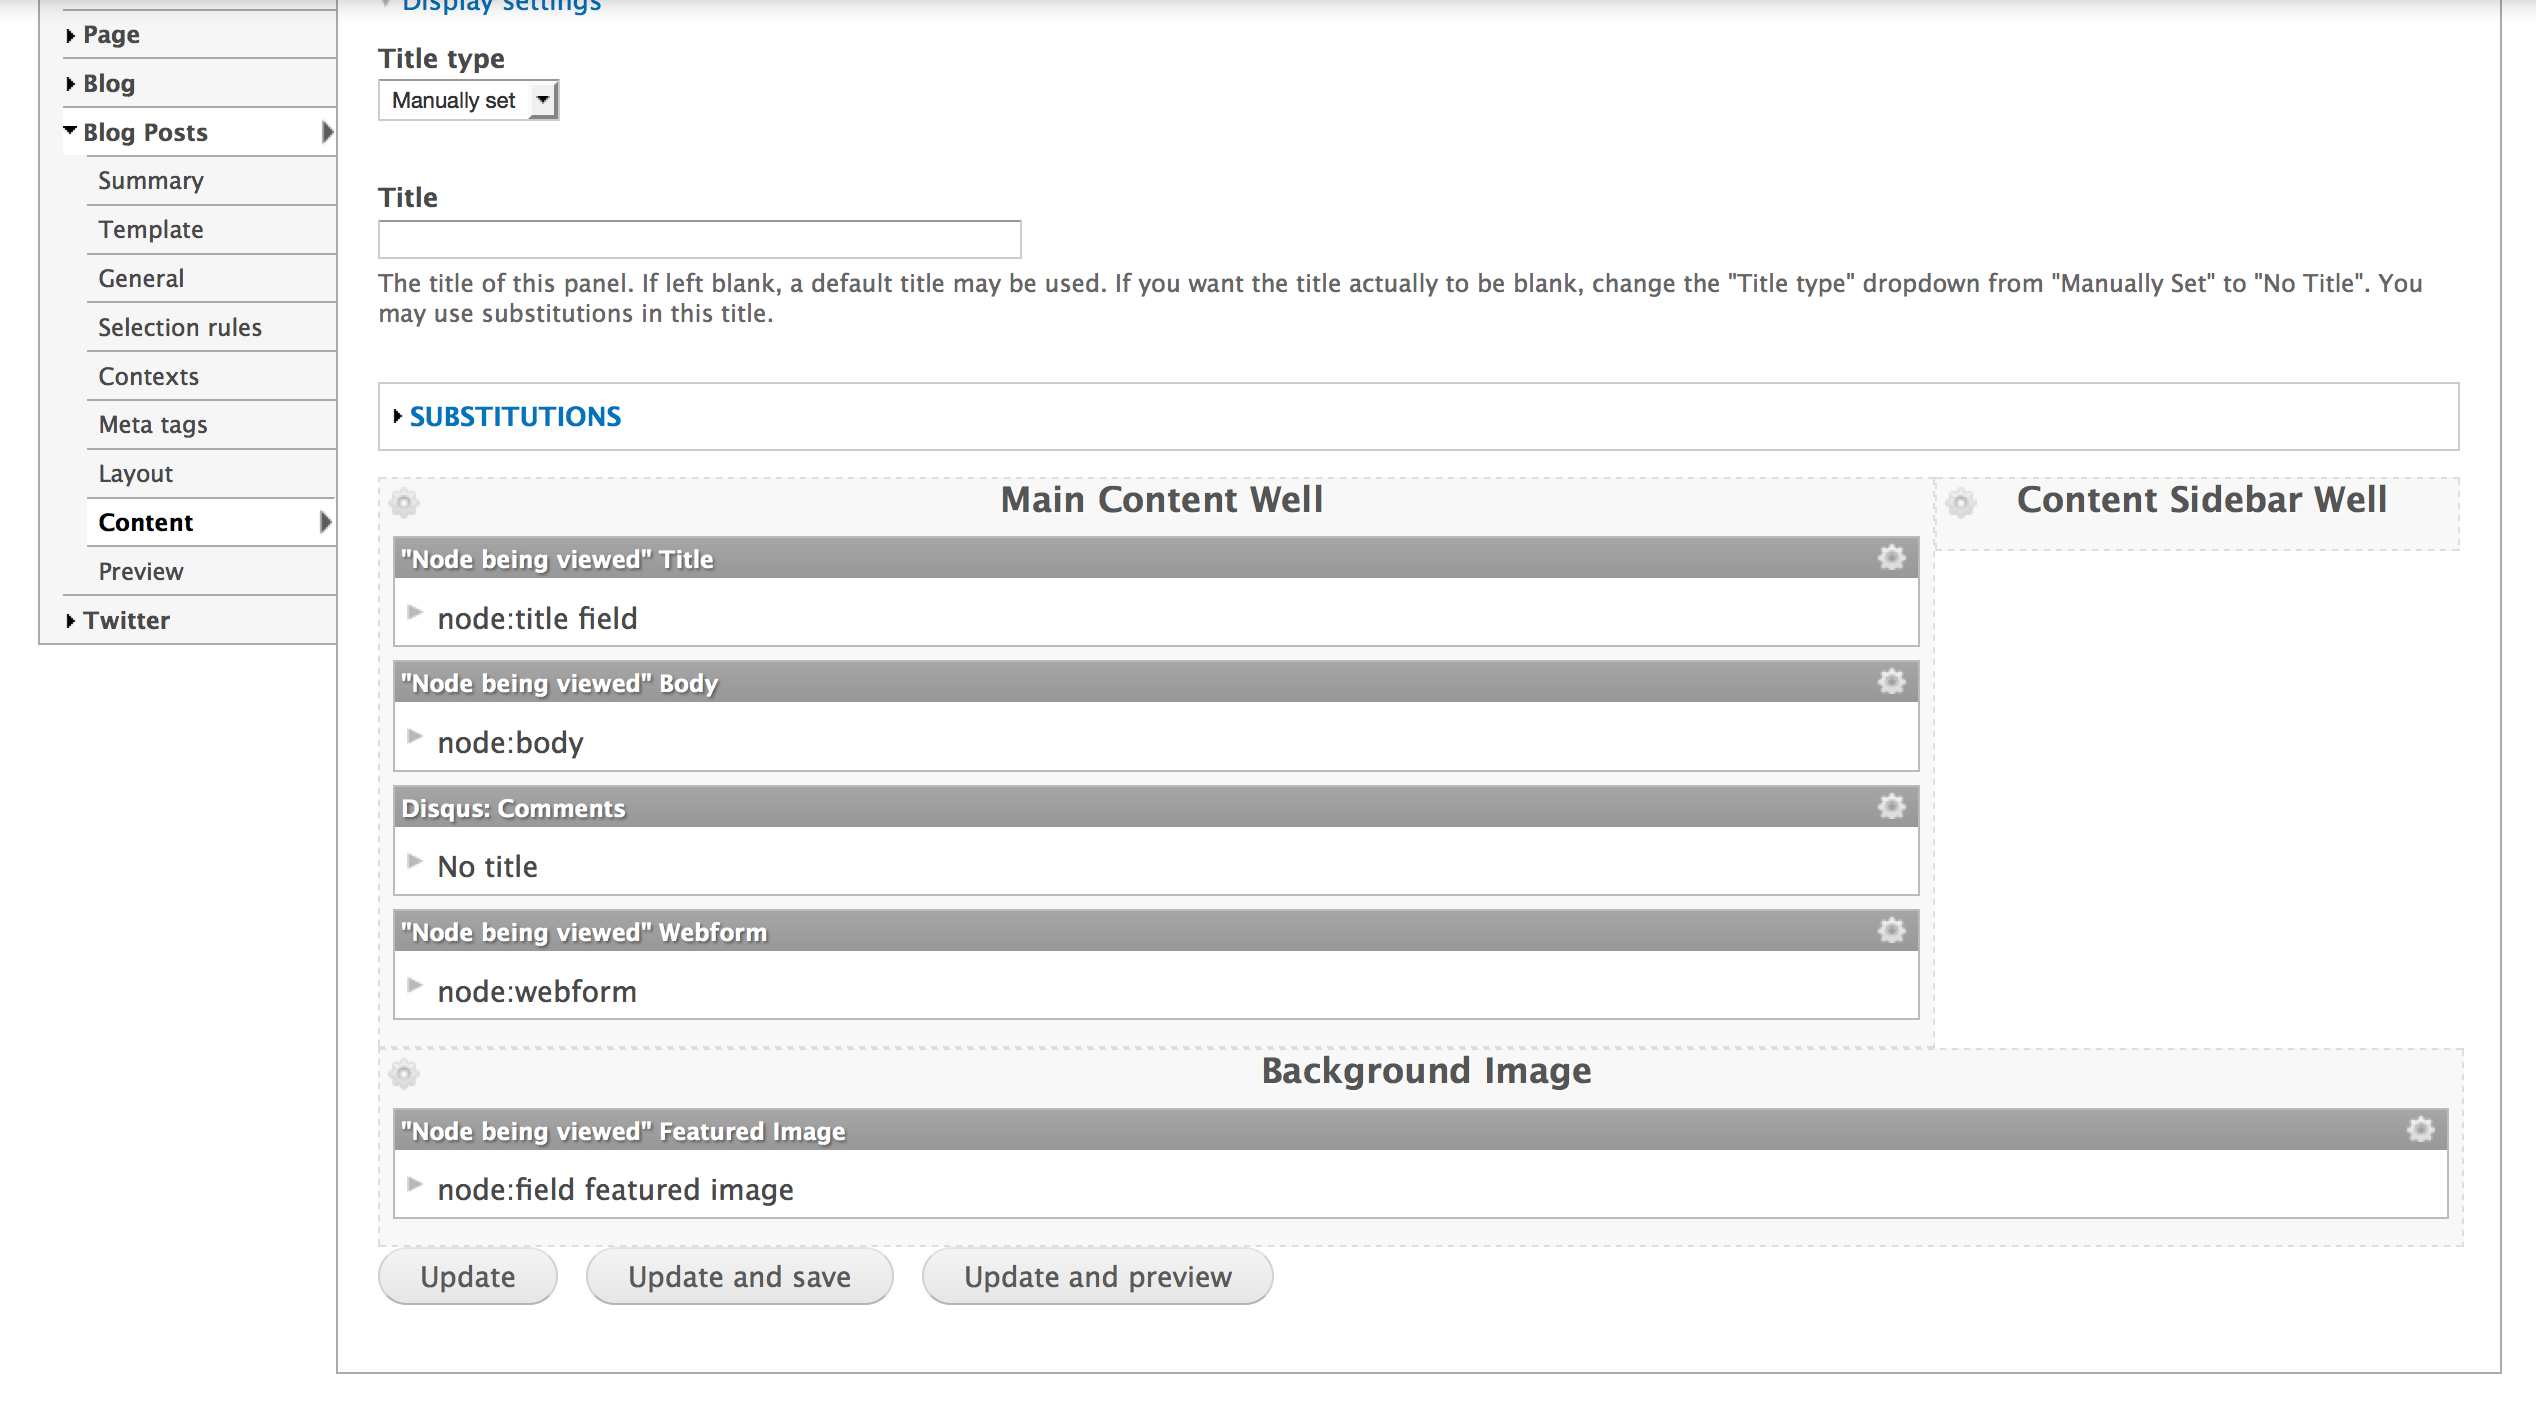 Display settings
Page
Blog
Blog Posts
Summary
Template
General
Selection rules
Contexts
Meta tags
Layout
Content
Preview
Twitter
Title type
Manually set
Title
The title of this panel. If left blank, a default title may be used. If you want the title actually to be blank, change the "Title type" dropdown from "Manually Set" to "No Title". You
may use substitutions in this title.
SUBSTITUTIONS
Main Content Well
"Node being viewed" Title
node:title field
"Node being viewed" Body
node:body
Disqus: Comments
No title
"Node being viewed" Webform
node:webform
Content Sidebar Well
Background Image
"Node being viewed" Featured Image
node:field featured image
Update
Update and save
Update and preview